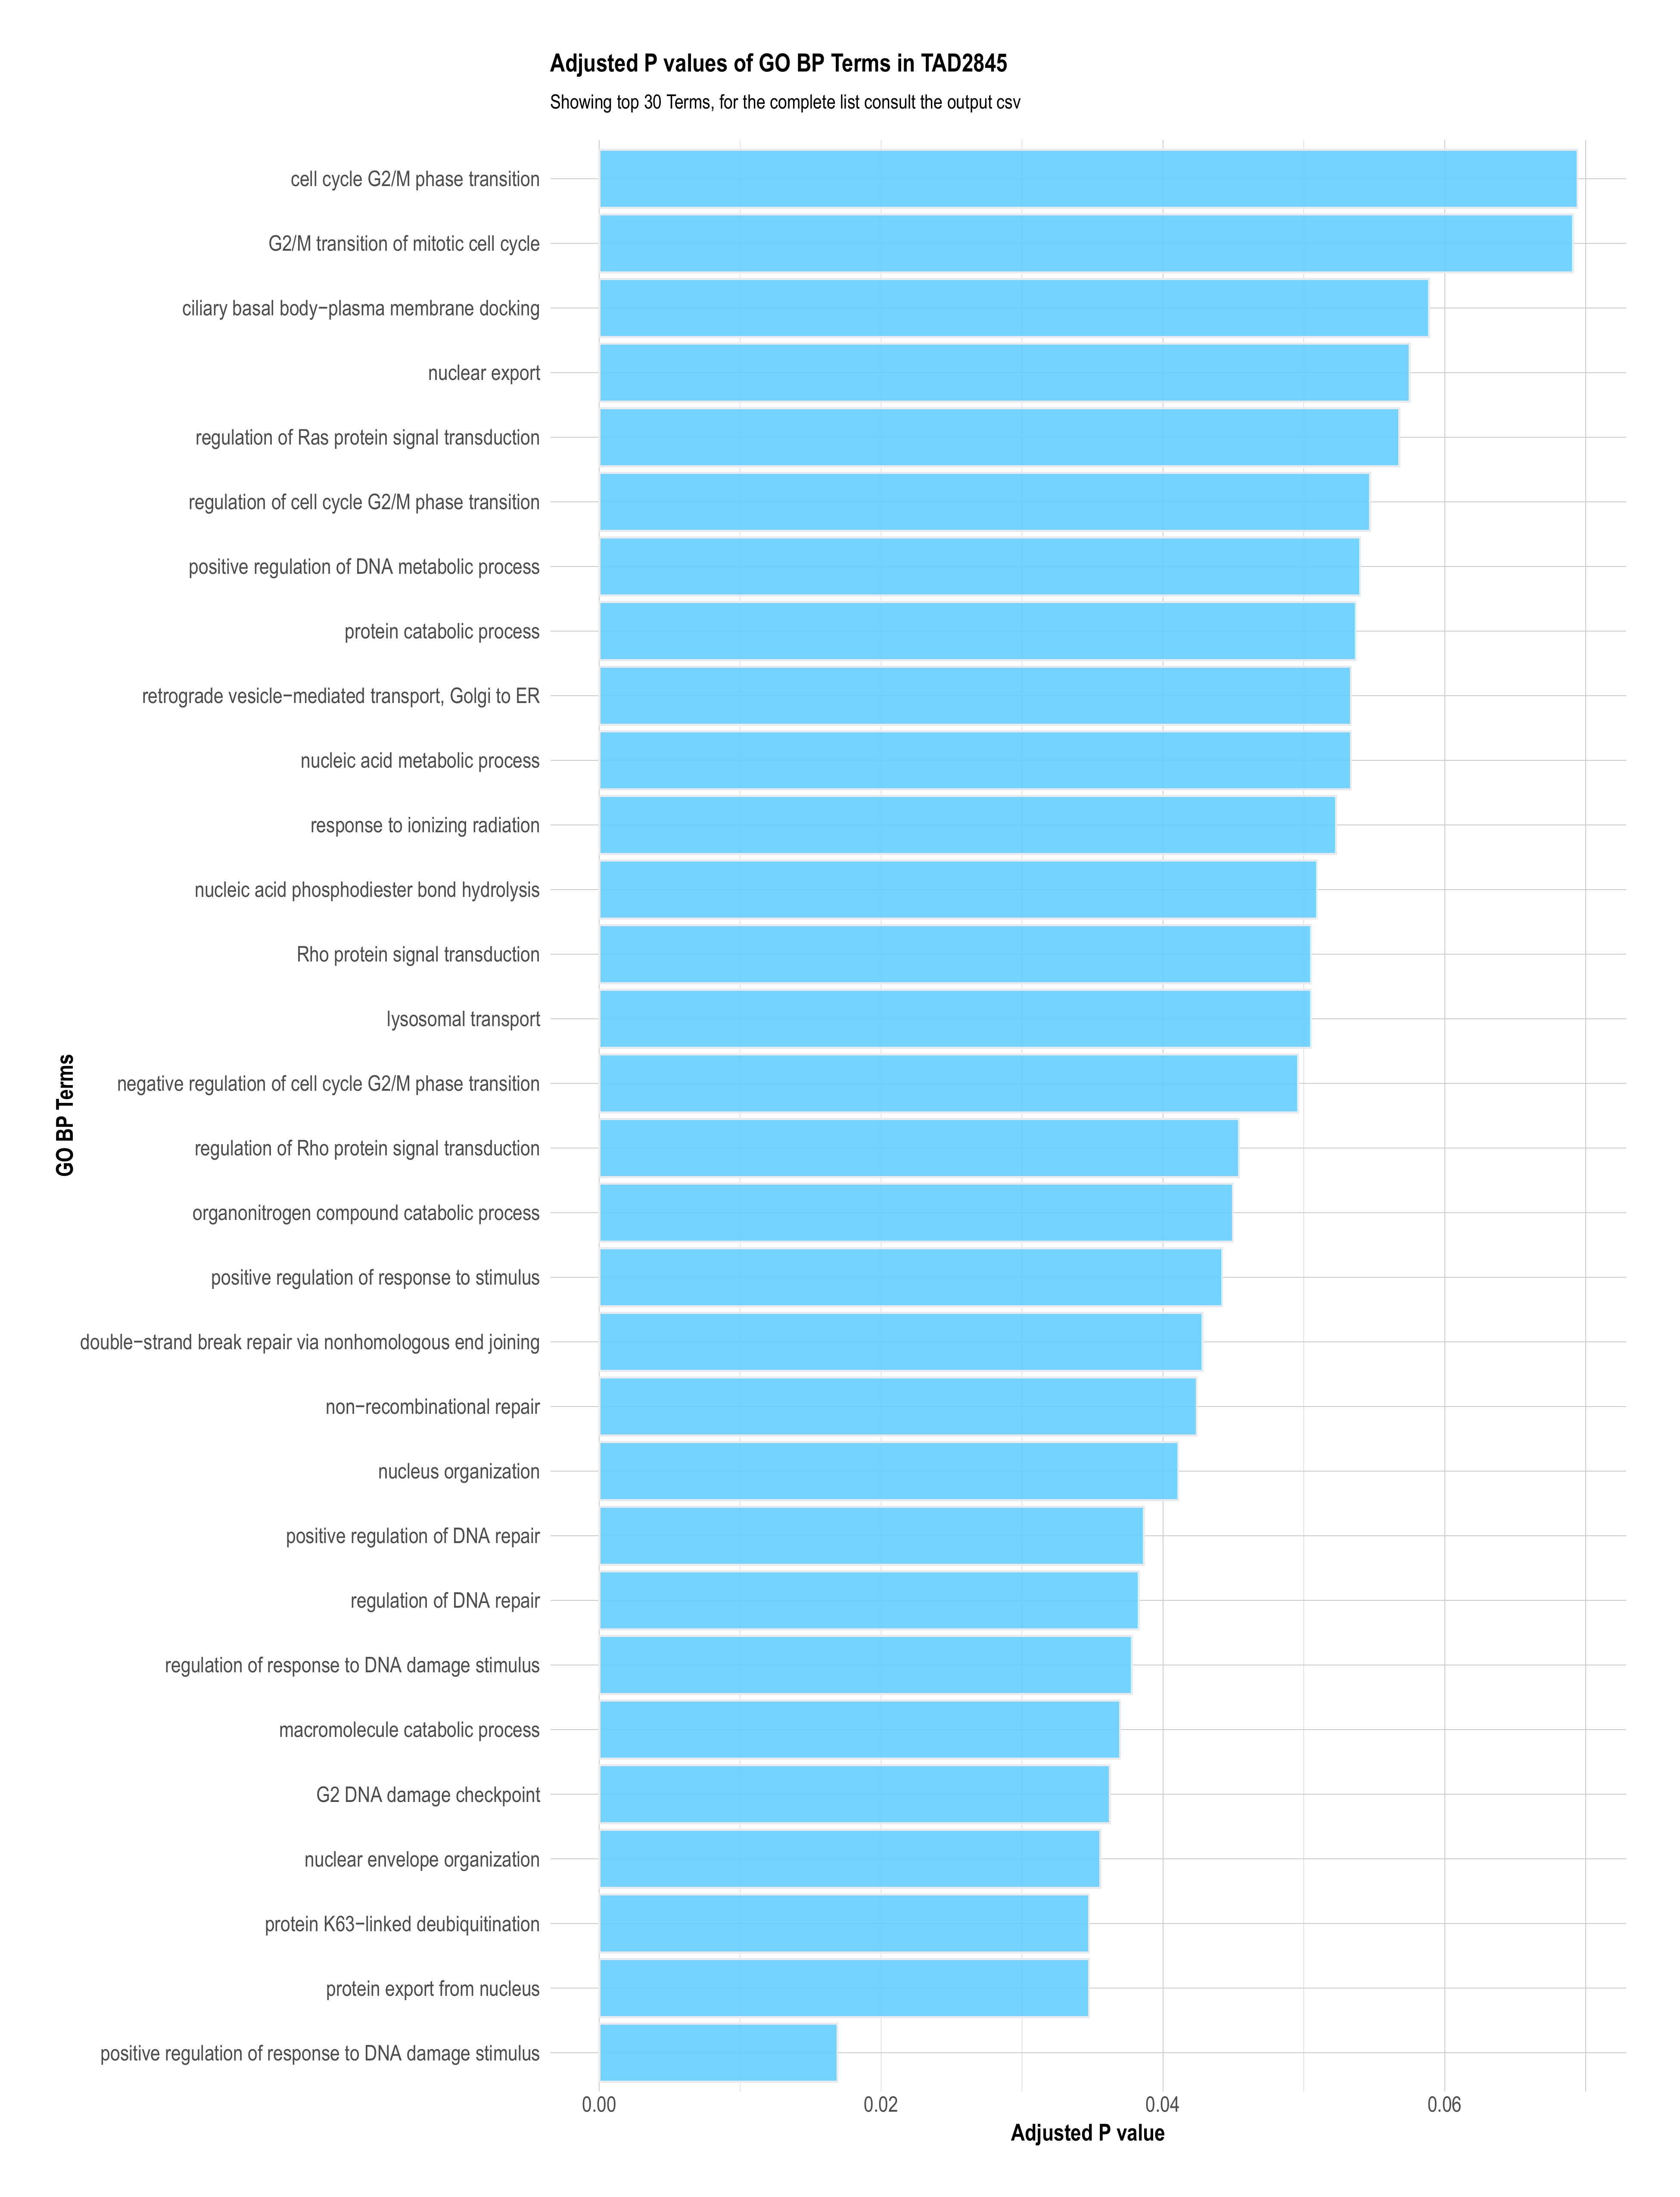 Adjusted P values of GO BP Terms in TAD2845
Showing top 30 Terms, for the complete list consult the output csv
cell cycle G2/M phase transition
G2/M transition of mitotic cell cycle
ciliary basal body−plasma membrane docking
nuclear export
regulation of Ras protein signal transduction
regulation of cell cycle G2/M phase transition
positive regulation of DNA metabolic process
protein catabolic process
retrograde vesicle−mediated transport, Golgi to ER
nucleic acid metabolic process
response to ionizing radiation
nucleic acid phosphodiester bond hydrolysis
Rho protein signal transduction
lysosomal transport
negative regulation of cell cycle G2/M phase transition
regulation of Rho protein signal transduction
organonitrogen compound catabolic process
positive regulation of response to stimulus
double−strand break repair via nonhomologous end joining
non−recombinational repair
nucleus organization
positive regulation of DNA repair
regulation of DNA repair
regulation of response to DNA damage stimulus
macromolecule catabolic process
G2 DNA damage checkpoint
nuclear envelope organization
protein K63−linked deubiquitination
protein export from nucleus
positive regulation of response to DNA damage stimulus
GO BP Terms
0.00 0.02 0.04 0.06
Adjusted P value